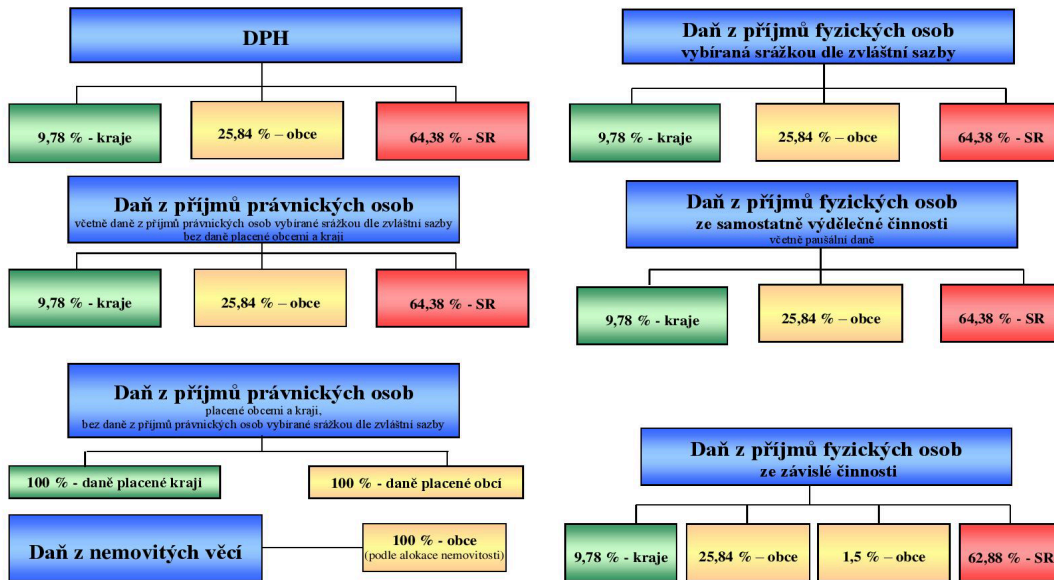 DPH
9,78 % - kraje
25,84 % – obce
64,38 % - SR
Daň z příjmů právnických osob
včetně daně z příjmů právnických osob vybírané srážkou dle zvláštní sazby
bez daně placené obcemi a kraji
9,78 % - kraje
25,84 % – obce
64,38 % - SR
Daň z příjmů právnických osob
placené obcemi a kraji,
bez daně z příjmů právnických osob vybírané srážkou dle zvláštní sazby
100 % - daně placené kraji
100 % - daně placené obcí
Daň z nemovitých věcí
100 % - obce
(podle alokace nemovitosti)
Daň z příjmů fyzických osob
vybíraná srážkou dle zvláštní sazby
9,78 % - kraje
25,84 % – obce
64,38 % - SR
Daň z příjmů fyzických osob
ze samostatně výdělečné činnosti
včetně paušální daně
9,78 % - kraje
25,84 % – obce
64,38 % - SR
Daň z příjmů fyzických osob
ze závislé činnosti
9,78 % - kraje
25,84 % – obce
1,5 % – obce
62,88 % - SR